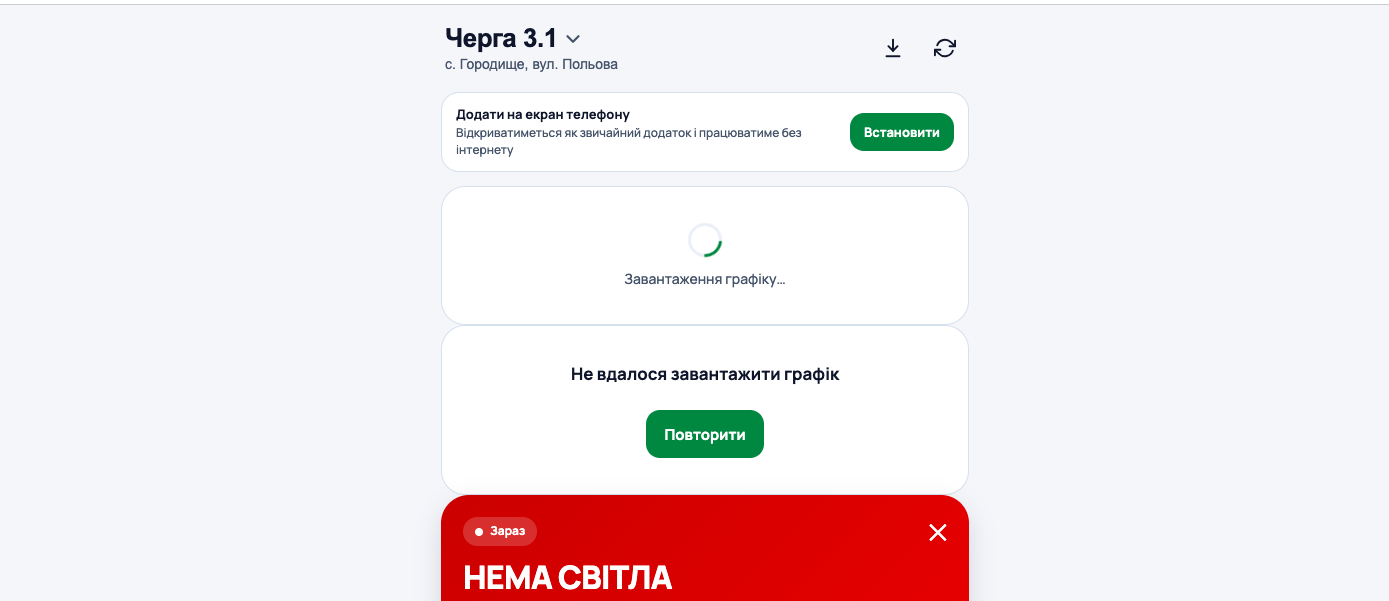 Черга 3.1
с. Городище, вул. Польова
Додати на екран телефону
Відкриватиметься як звичайний додаток і працюватиме без
інтернету
Встановити
Завантаження графіку...
Не вдалося завантажити графік
Повторити
Зараз
НЕМА СВІТЛА